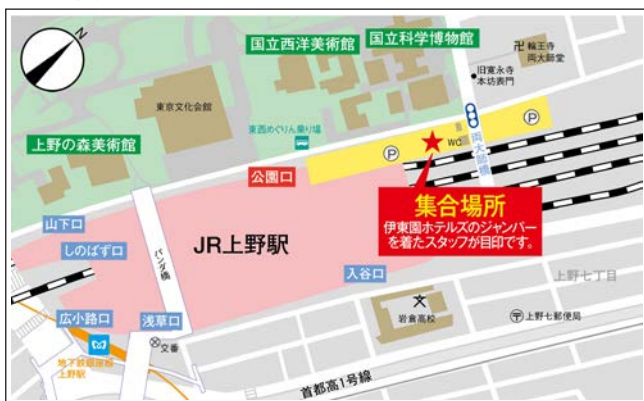 N
国立西洋美術館
国立科学博物館
卍 輪王寺
両大師堂
旧寛永寺
本坊表門
東京文化会館
東西めぐりん乗り場
上野の森美術館
P
WC
P
両大師橋
公園口
集合場所
伊東園ホテルズのジャンパー
を着たスタッフが目印です。
山下口
しのばず口
パンダ橋
JR上野駅
入谷口
上野七丁目
文
岩倉高校
〒上野七郵便局
広小路口
浅草口
交番
地下鉄銀座線
上野駅
首都高1号線